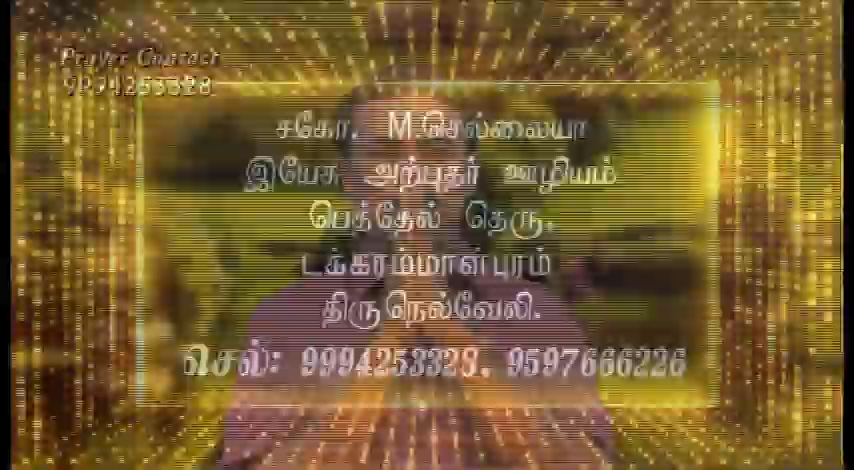 Prayer Contact
9994253328
சகோ. M.செல்லையா
இயேசு அற்புதர் ஊழியம்
பெத்தேல் தெரு.
டக்கரம்மாள்புரம்
திருநெல்வேலி.
செல்: 9994253328, 9597666226